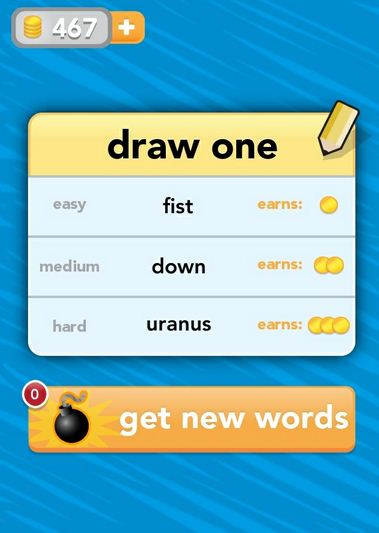 467 +
draw one
easy fist earns:
medium down earns:
hard uranus earns:
0
get new words